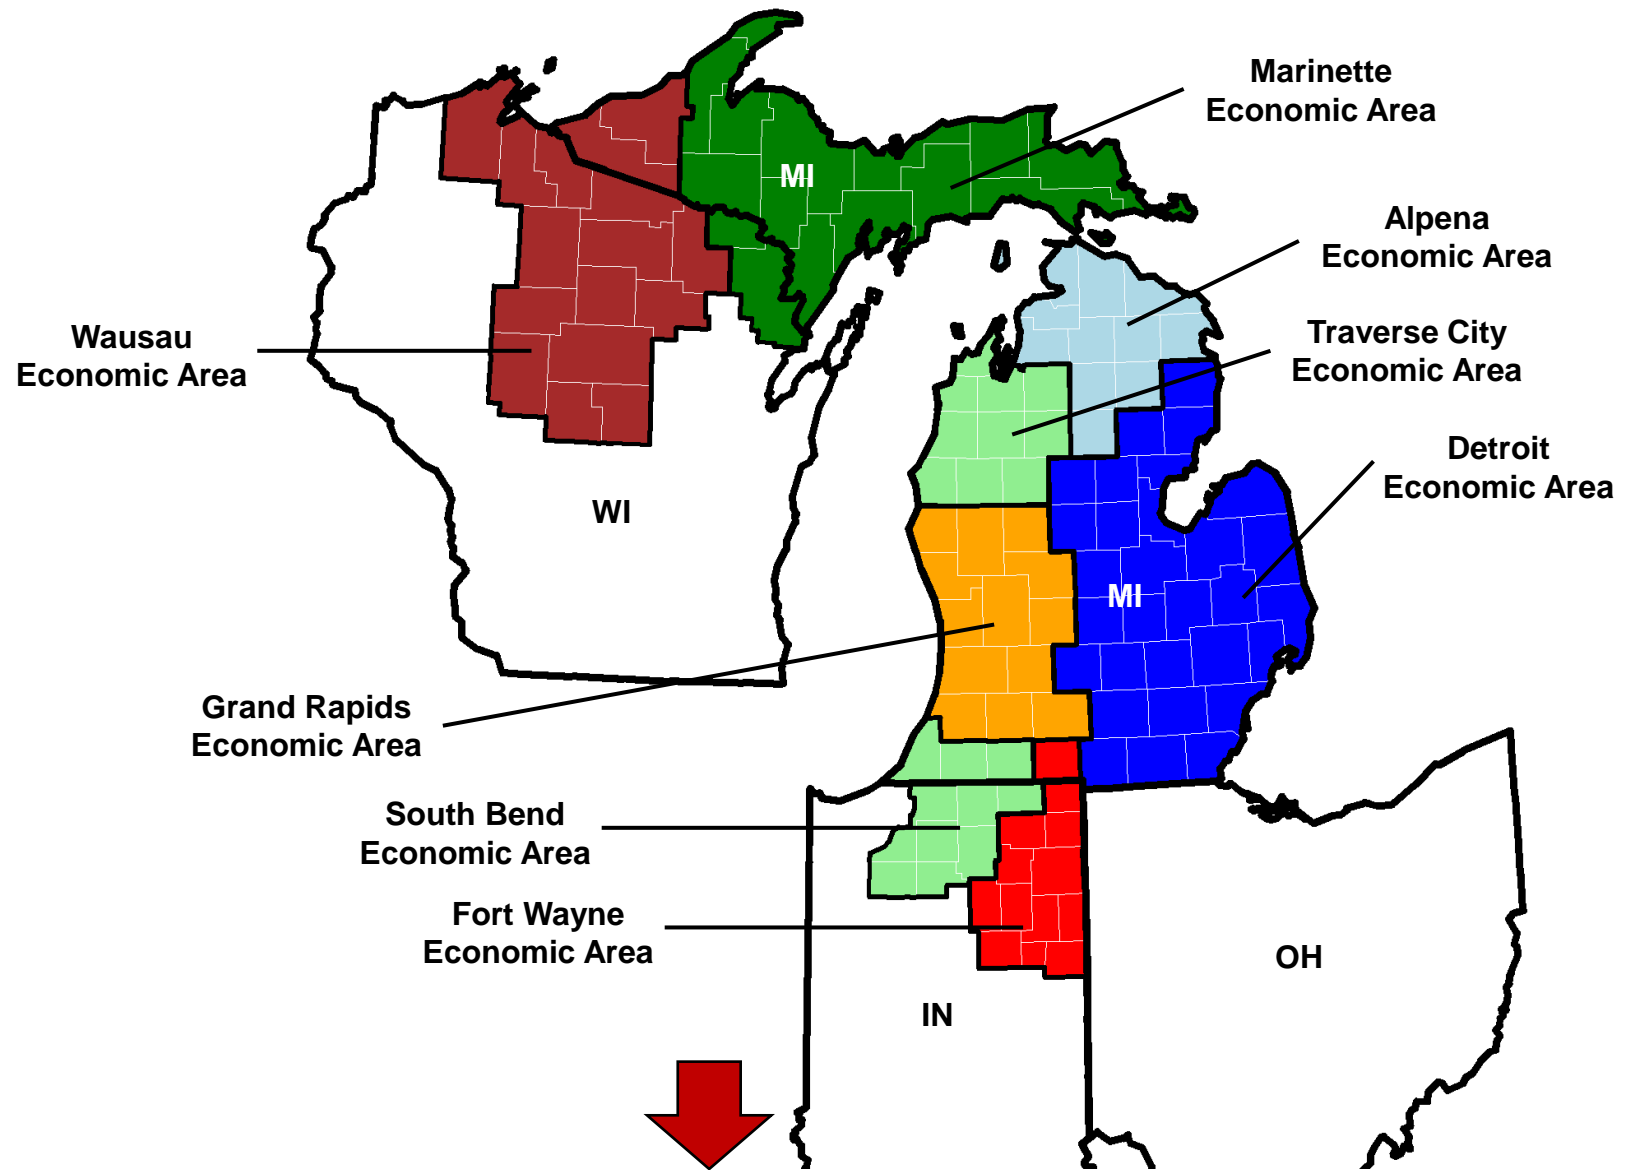 Marinette
Economic Area
MI
Alpena
Economic Area
Wausau
Economic Area
Traverse City
Economic Area
Detroit
Economic Area
WI
MI
Grand Rapids
Economic Area
South Bend
Economic Area
Fort Wayne
Economic Area
OH
IN